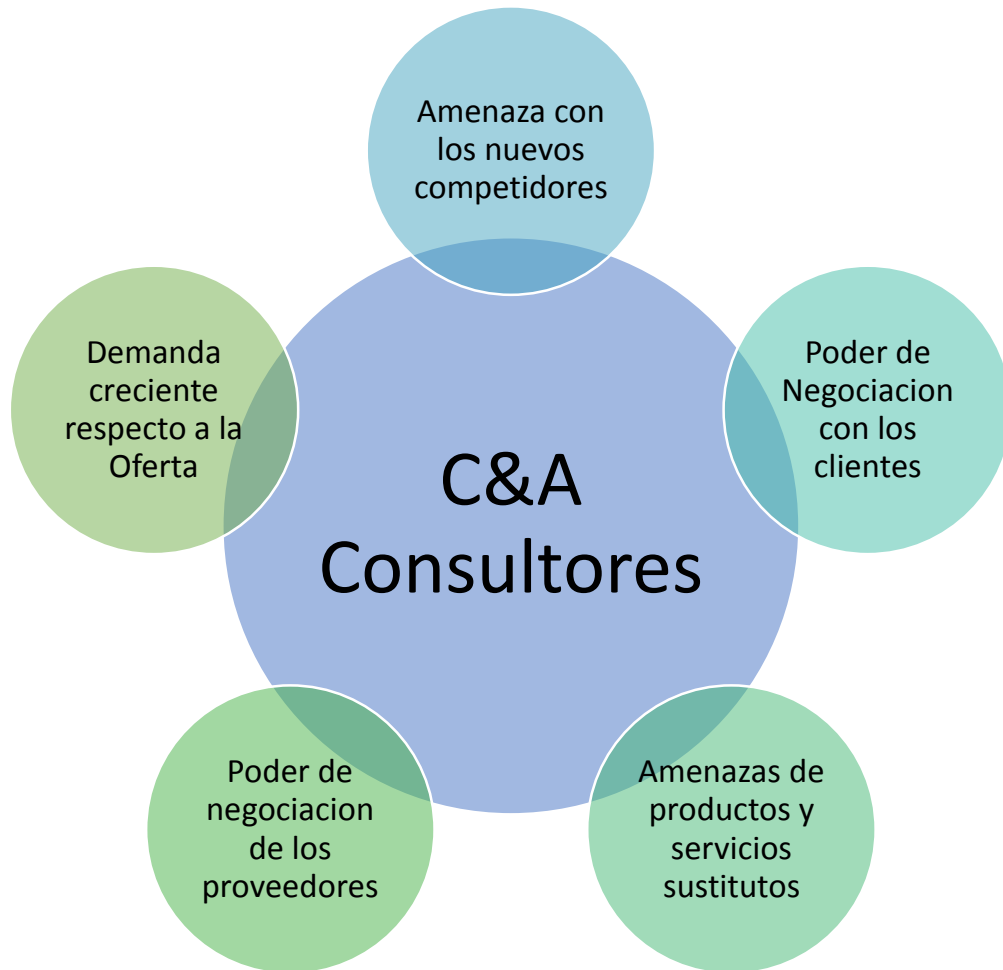 Amenaza con
los nuevos
competidores
Poder de
Negociacion
con los
clientes
Amenazas de
productos y
servicios
sustitutos
Poder de
negociacion
de los
proveedores
Demanda
creciente
respecto a la
Oferta
C&A
Consultores